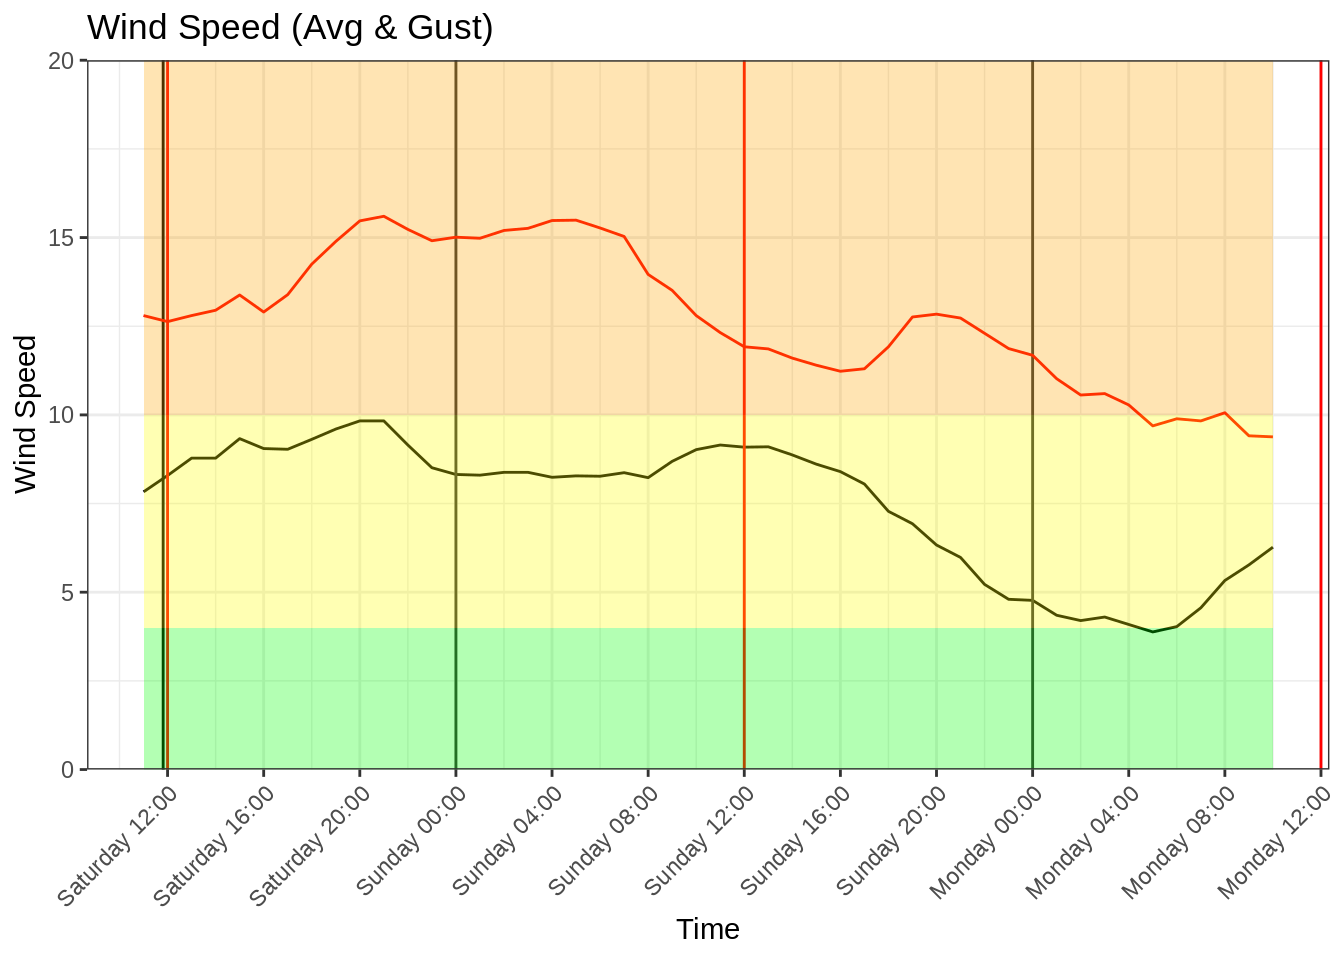 Wind Speed (Avg & Gust)
20
15
10
5
0
Wind Speed
Saturday 12:00
Saturday 16:00
Saturday 20:00
Sunday 00:00
Sunday 04:00
Sunday 08:00
Sunday 12:00
Sunday 16:00
Sunday 20:00
Monday 00:00
Monday 04:00
Monday 08:00
Monday 12:00
Time